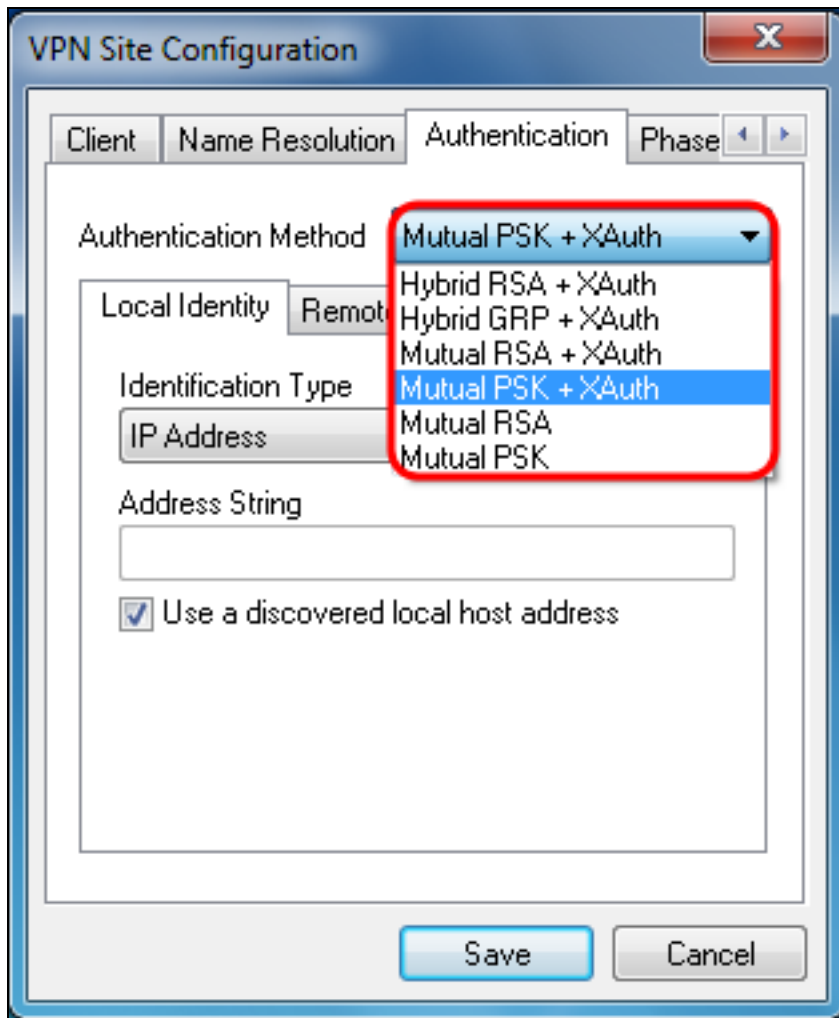 VPN Site Configuration
Client
Name Resolution
Authentication
Phase
Authentication Method
Mutual PSK + XAuth
Hybrid RSA + XAuth
Hybrid GRP + XAuth
Mutual RSA + XAuth
Mutual PSK + XAuth
Mutual RSA
Mutual PSK
Local Identity
Remot
Identification Type
IP Address
Address String
Use a discovered local host address
Save
Cancel